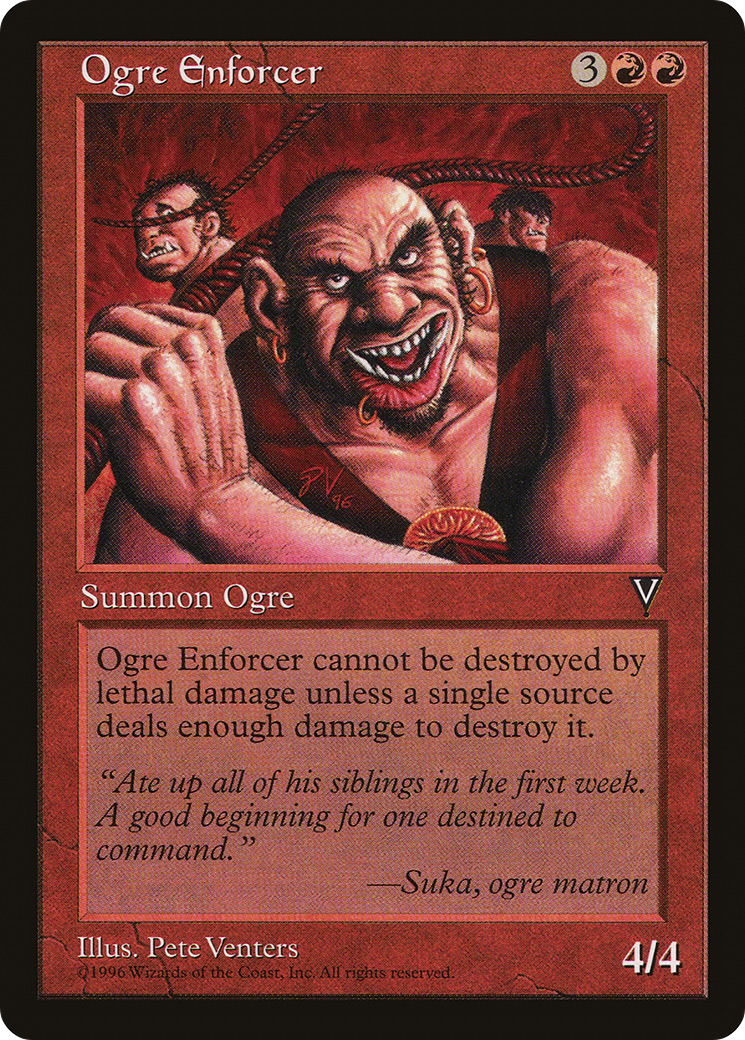 Ogre Enforcer
3
PV96
Summon Ogre
V
Ogre Enforcer cannot be destroyed by
lethal damage unless a single source
deals enough damage to destroy it.
“Ate up all of his siblings in the first week.
A good beginning for one destined to
command.”
—Suka, ogre matron
Illus. Pete Venters
©1996 Wizards of the Coast, Inc. All rights reserved.
4/4